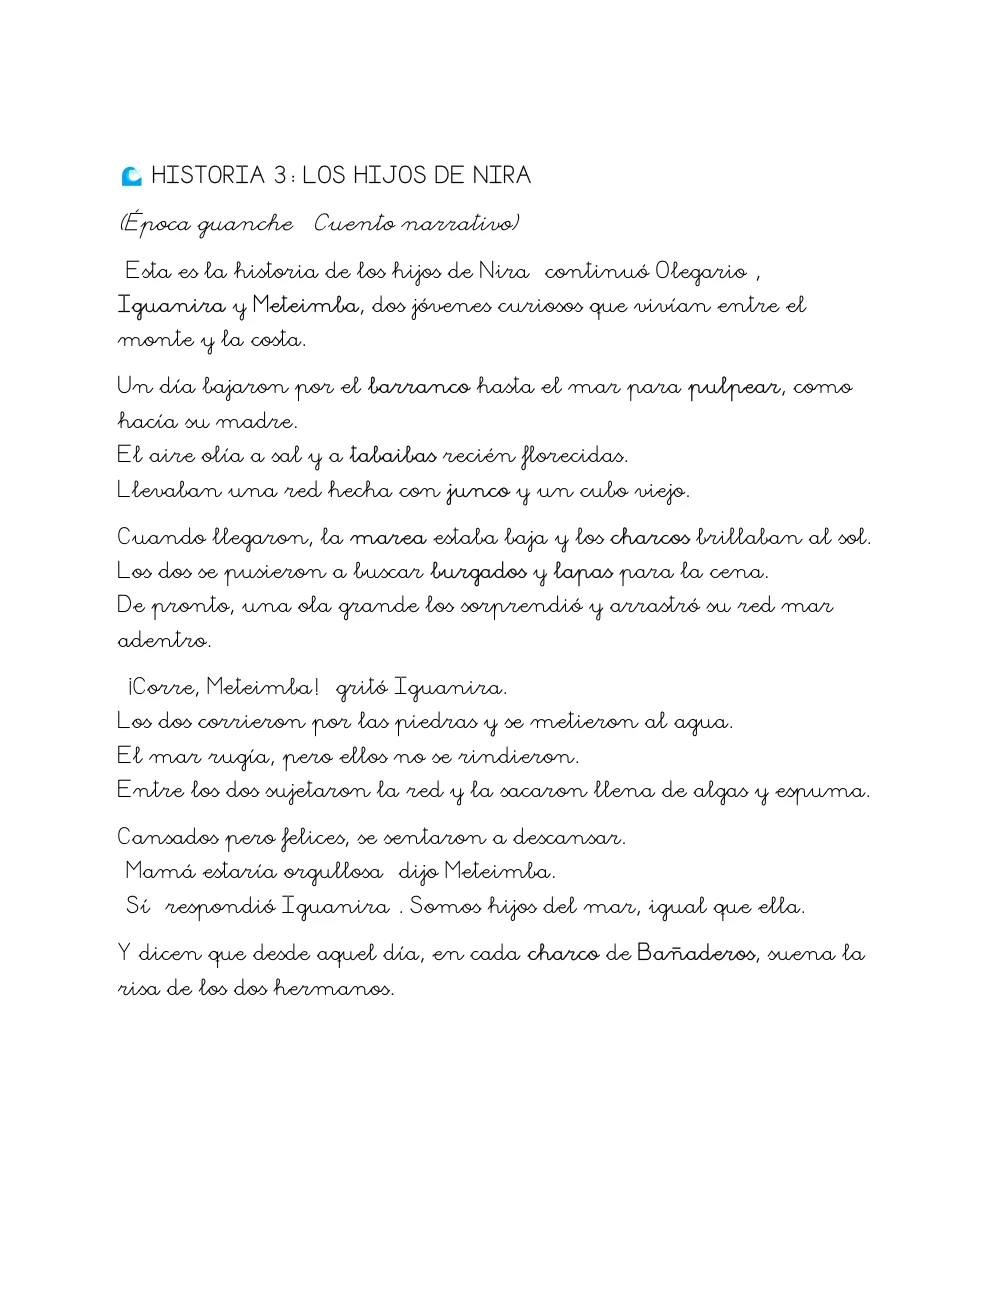 🌊 HISTORIA 3: LOS HIJOS DE NIRA
(Época guanche Cuento narrativo)
Esta es la historia de los hijos de Nira continuó Olegario ,
Iguanira y Meteimba, dos jóvenes curiosos que vivían entre el
monte y la costa.
Un día bajaron por el barranco hasta el mar para pulpear, como
hacía su madre.
El aire olía a sal y a tabaibas recién florecidas.
Llevaban una red hecha con junco y un cubo viejo.
Cuando llegaron, la marea estaba baja y los charcos brillaban al sol.
Los dos se pusieron a buscar burgados y lapas para la cena.
De pronto, una ola grande los sorprendió y arrastró su red mar
adentro.
¡Corre, Meteimba! gritó Iguanira.
Los dos corrieron por las piedras y se metieron al agua.
El mar rugía, pero ellos no se rindieron.
Entre los dos sujetaron la red y la sacaron llena de algas y espuma.
Cansados pero felices, se sentaron a descansar.
Mamá estaría orgullosa dijo Meteimba.
Sí respondió Iguanira . Somos hijos del mar, igual que ella.
Y dicen que desde aquel día, en cada charco de Bañaderos, suena la
risa de los dos hermanos.